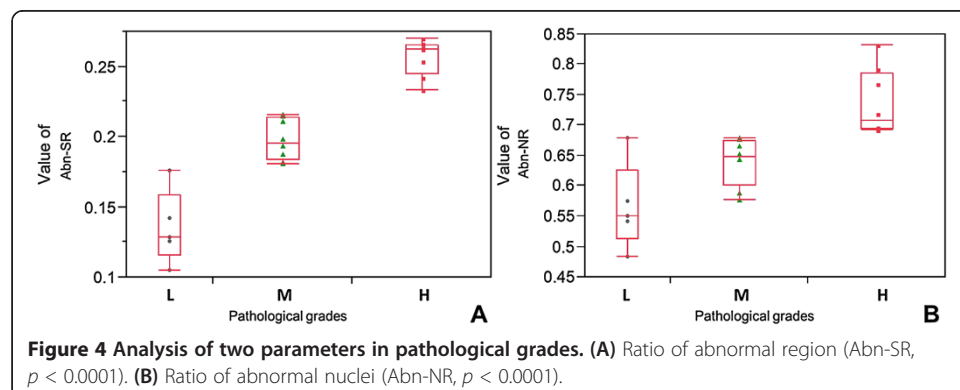 Value of
Abn-SR
0.25
0.2
0.15
0.1
L
M
H
Pathological grades
A
Value of
Abn-NR
0.85
0.8
0.75
0.7
0.65
0.6
0.55
0.5
0.45
L
M
H
Pathological grades
B
Figure 4 Analysis of two parameters in pathological grades. (A) Ratio of abnormal region (Abn-SR,
p < 0.0001). (B) Ratio of abnormal nuclei (Abn-NR, p < 0.0001).